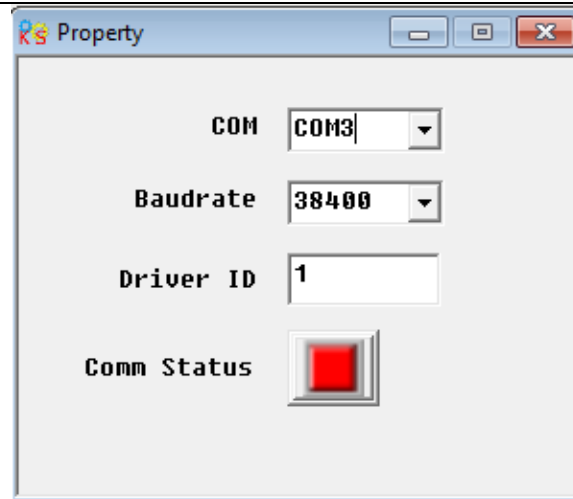 Property
COM COM3
Baudrate 38400
Driver ID 1
Comm Status